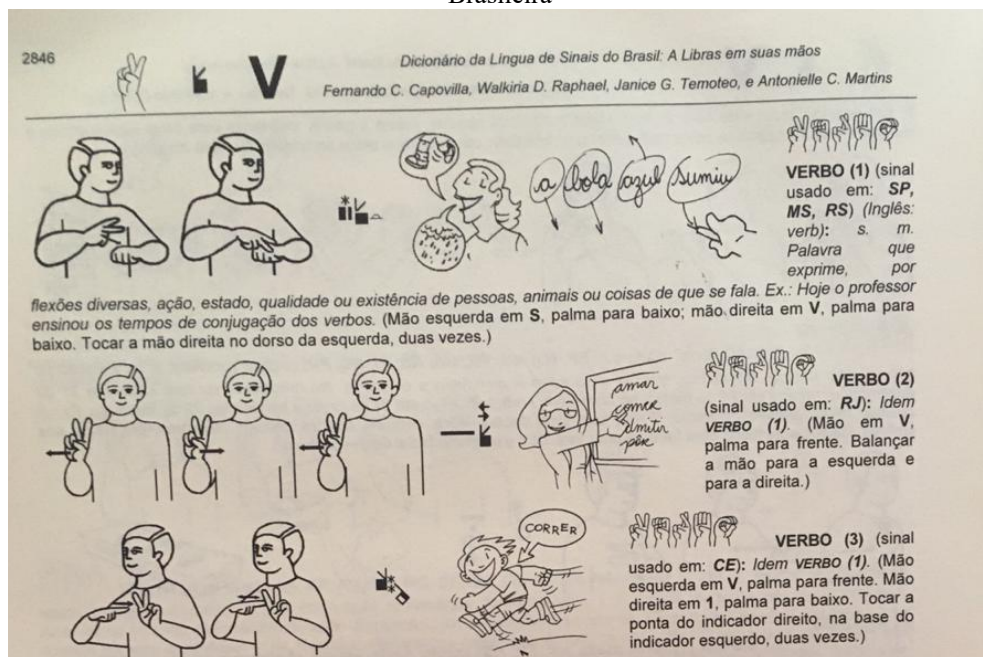 Brasileira
2846
V
Dicionário da Língua de Sinais do Brasil: A Libras em suas mãos
Fernando C. Capovilla, Walkiria D. Raphael, Janice G. Temoteo, e Antonielle C. Martins
a bola azul sumiu
VERBO (1) (sinal
usado em: SP,
MS, RS) (Inglês:
verb): s. m.
Palavra que
exprime, por
flexões diversas, ação, estado, qualidade ou existência de pessoas, animais ou coisas de que se fala. Ex.: Hoje o professor
ensinou os tempos de conjugação dos verbos. (Mão esquerda em S, palma para baixo; mão direita em V, palma para
baixo. Tocar a mão direita no dorso da esquerda, duas vezes.)
amar
comer
admitir
pôr
VERBO (2)
(sinal usado em: RJ): Idem
VERBO (1). (Mão em V,
palma para frente. Balançar
a mão para a esquerda e
para a direita.)
CORRER
VERBO (3) (sinal
usado em: CE): Idem VERBO (1). (Mão
esquerda em V, palma para frente. Mão
direita em 1, palma para baixo. Tocar a
ponta do indicador direito, na base do
indicador esquerdo, duas vezes.)